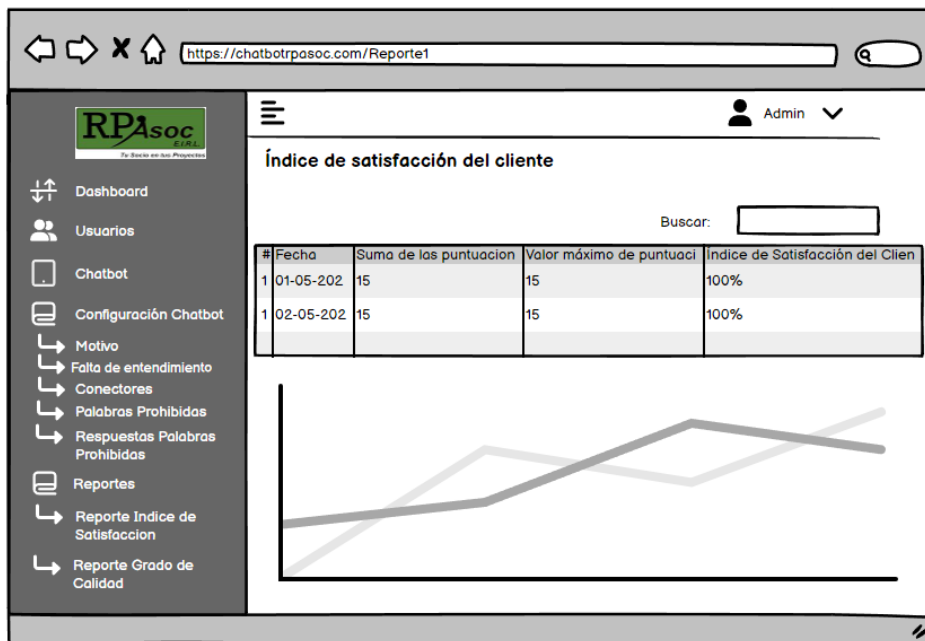 https://chatbotrpasoc.com/Reporte1
RPAsoc
E.I.R.L.
Tu Socio en tus Proyectos
Admin
Índice de satisfacción del cliente
Dashboard
Usuarios
Chatbot
Configuración Chatbot
Motivo
Falta de entendimiento
Conectores
Palabras Prohibidas
Respuestas Palabras
Prohibidas
Reportes
Reporte Indice de
Satisfaccion
Reporte Grado de
Calidad
Buscar:
# Fecha Suma de las puntuacion Valor máximo de puntuaci Índice de Satisfacción del Clien
1 01-05-202 15 15 100%
1 02-05-202 15 15 100%